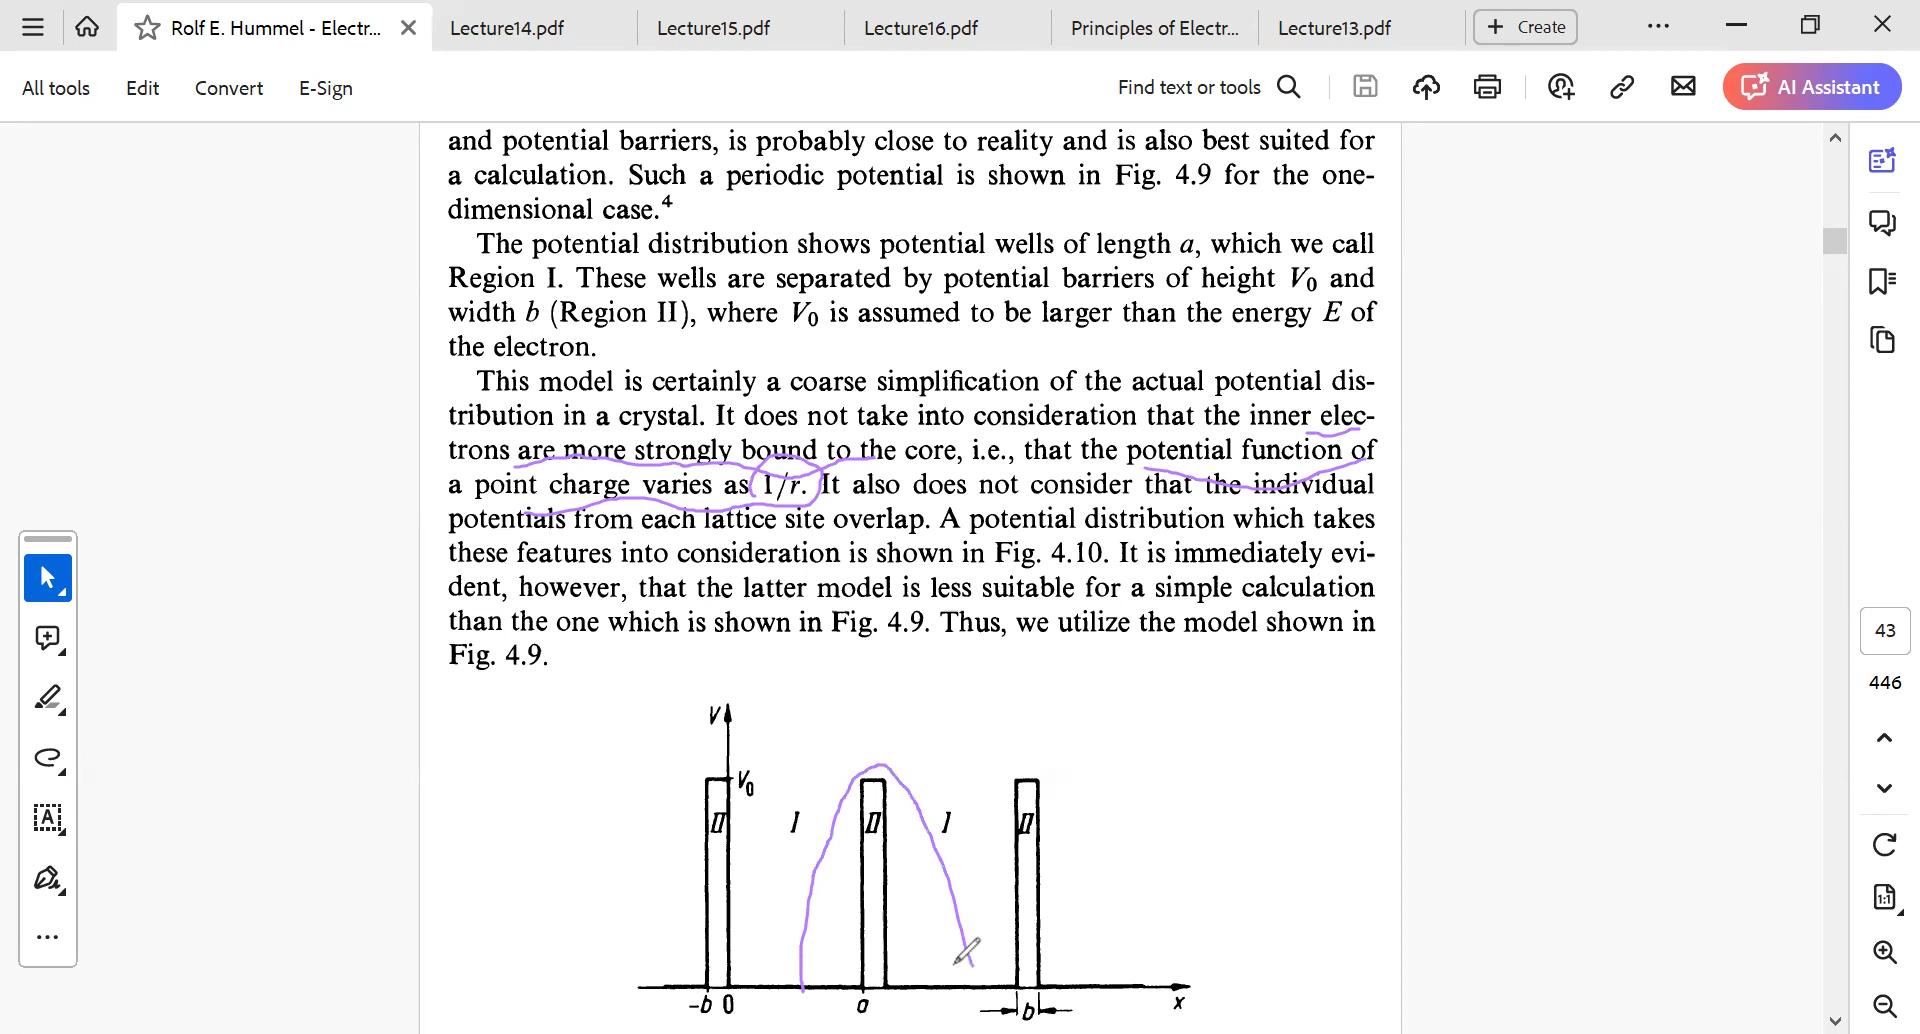 Rolf E. Hummel - Electr...
Lecture14.pdf
Lecture15.pdf
Lecture16.pdf
Principles of Electr...
Lecture13.pdf
+ Create
All tools
Edit
Convert
E-Sign
Find text or tools
AI Assistant
and potential barriers, is probably close to reality and is also best suited for
a calculation. Such a periodic potential is shown in Fig. 4.9 for the one-
dimensional case.⁴
The potential distribution shows potential wells of length a, which we call
Region I. These wells are separated by potential barriers of height V₀ and
width b (Region II), where V₀ is assumed to be larger than the energy E of
the electron.
This model is certainly a coarse simplification of the actual potential dis-
tribution in a crystal. It does not take into consideration that the inner elec-
trons are more strongly bound to the core, i.e., that the potential function of
a point charge varies as 1/r. It also does not consider that the individual
potentials from each lattice site overlap. A potential distribution which takes
these features into consideration is shown in Fig. 4.10. It is immediately evi-
dent, however, that the latter model is less suitable for a simple calculation
than the one which is shown in Fig. 4.9. Thus, we utilize the model shown in
Fig. 4.9.
V
V₀
II I II I II
-b 0 a b x
43
446
1:1
A